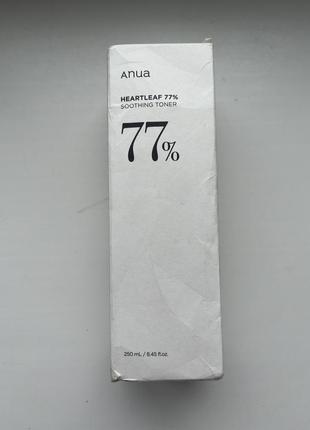 Anua
HEARTLEAF 77%
SOOTHING TONER
77%
250 mL / 8.45 fl.oz.